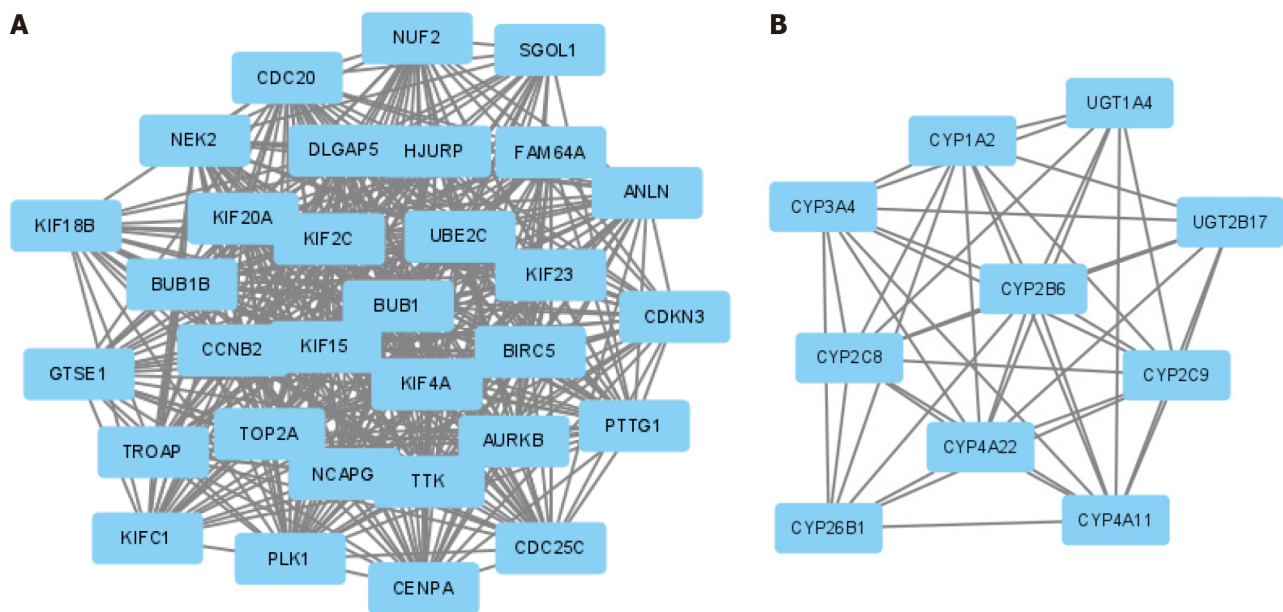 A
NUF2
SGOL1
CDC20
NEK2
DLGAP5
HJURP
FAM64A
ANLN
KIF18B
KIF20A
KIF2C
UBE2C
KIF23
BUB1B
BUB1
CDKN3
CCNB2
KIF15
BIRC5
GTSE1
KIF4A
PTTG1
TROAP
TOP2A
AURKB
NCAPG
TTK
KIFC1
PLK1
CDC25C
CENPA
B
UGT1A4
CYP1A2
CYP3A4
UGT2B17
CYP2B6
CYP2C8
CYP2C9
CYP4A22
CYP26B1
CYP4A11